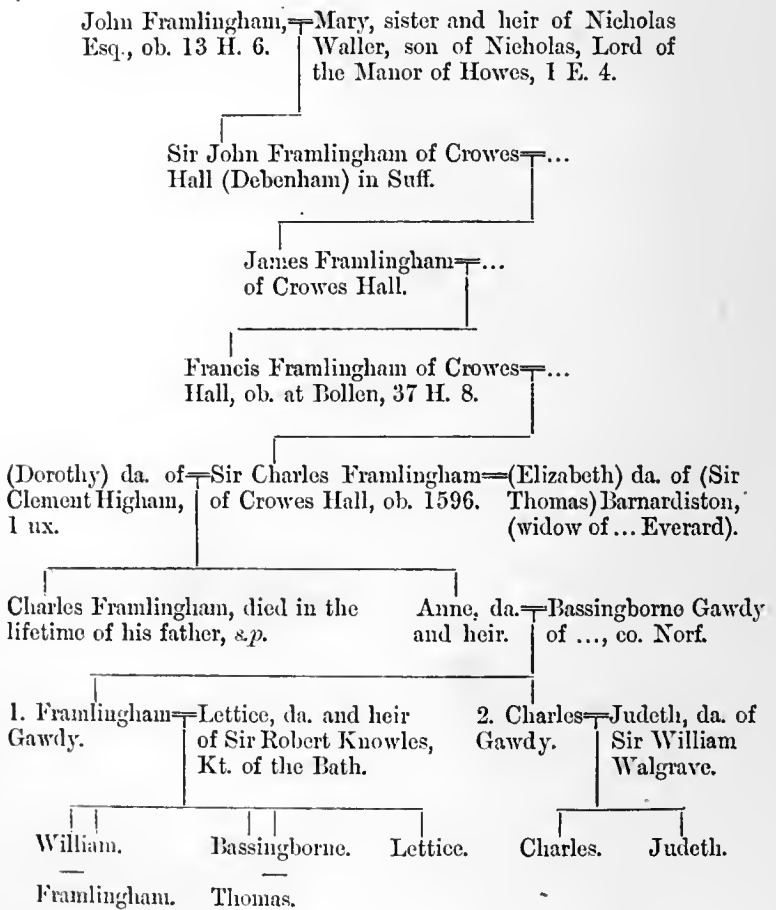 John Framlingham, Mary, sister and heir of Nicholas
Esq., ob. 13 H. 6. Waller, son of Nicholas, Lord of
the Manor of Howes, 1 E. 4.
Sir John Framlingham of Crowes ...
Hall (Debenham) in Suff.
James Framlingham ...
of Crowes Hall.
Francis Framlingham of Crowes ...
Hall, ob. at Bollen, 37 H. 8.
(Dorothy) da. of Sir Charles Framlingham (Elizabeth) da. of (Sir
Clement Higham, of Crowes Hall, ob. 1596. Thomas) Barnardiston,
1 ux. (widow of ... Everard).
Charles Framlingham, died in the Anne, da. Bassingborne Gawdy
lifetime of his father, s.p. and heir. of ..., co. Norf.
1. Framlingham Lettice, da. and heir 2. Charles Judeth, da. of
Gawdy. of Sir Robert Knowles, Gawdy. Sir William
Kt. of the Bath. Walgrave.
William. Bassingborne. Lettice. Charles. Judeth.
Framlingham. Thomas.